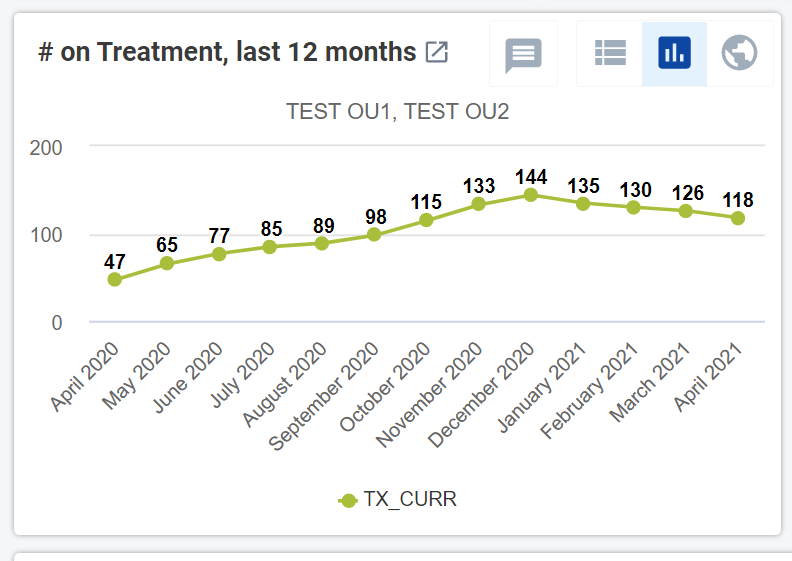 # on Treatment, last 12 months
TEST OU1, TEST OU2
200
100
0
47
65
77
85
89
98
115
133
144
135
130
126
118
April 2020
May 2020
June 2020
July 2020
August 2020
September 2020
October 2020
November 2020
December 2020
January 2021
February 2021
March 2021
April 2021
TX_CURR